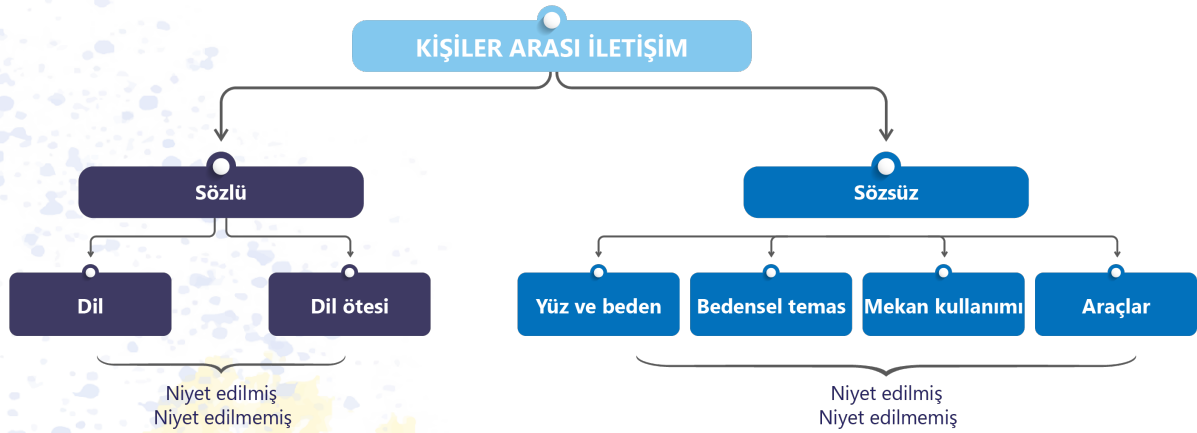 KİŞİLER ARASI İLETİŞİM
Sözlü
Sözsüz
Dil
Dil ötesi
Yüz ve beden
Bedensel temas
Mekan kullanımı
Araçlar
Niyet edilmiş
Niyet edilmemiş
Niyet edilmiş
Niyet edilmemiş